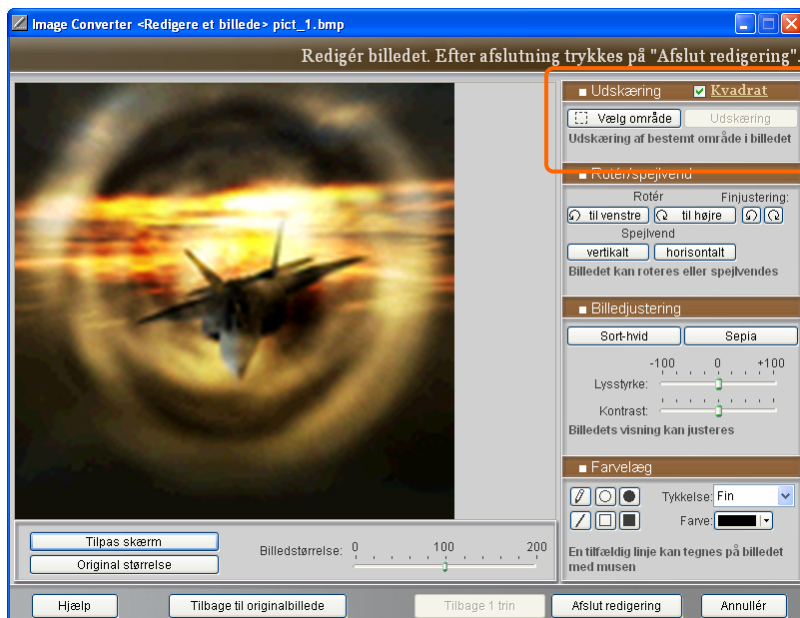 Image Converter <Redigere et billede> pict_1.bmp
Redigér billedet. Efter afslutning trykkes på "Afslut redigering".
Udskæring Kvadrat
Vælg område Udskæring
Udskæring af bestemt område i billedet
Rotér/spejlvend
Rotér Finjustering:
til venstre til højre
Spejlvend
vertikalt horisontalt
Billedet kan roteres eller spejlvendes
Billedjustering
Sort-hvid Sepia
-100 0 +100
Lysstyrke:
Kontrast:
Billedets visning kan justeres
Farvelæg
Tykkelse: Fin
Farve:
En tilfældig linje kan tegnes på billedet
med musen
Tilpas skærm
Original størrelse
Billedstørrelse: 0 100 200
Hjælp Tilbage til originalbillede Tilbage 1 trin Afslut redigering Annullér